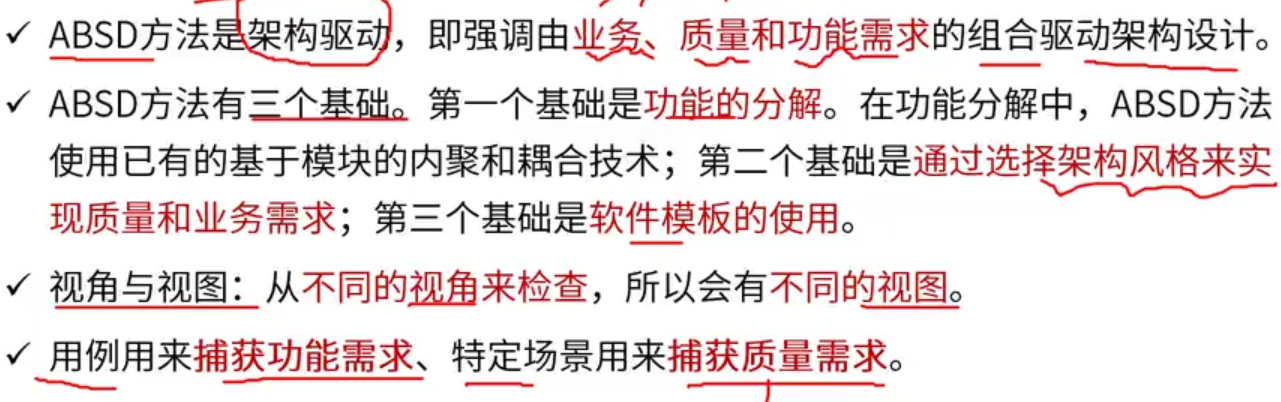 ✓ ABSD方法是架构驱动，即强调由业务、质量和功能需求的组合驱动架构设计。
✓ ABSD方法有三个基础。第一个基础是功能的分解。在功能分解中，ABSD方法
使用已有的基于模块的内聚和耦合技术；第二个基础是通过选择架构风格来实
现质量和业务需求；第三个基础是软件模板的使用。
✓ 视角与视图：从不同的视角来检查，所以会有不同的视图。
✓ 用例用来捕获功能需求、特定场景用来捕获质量需求。